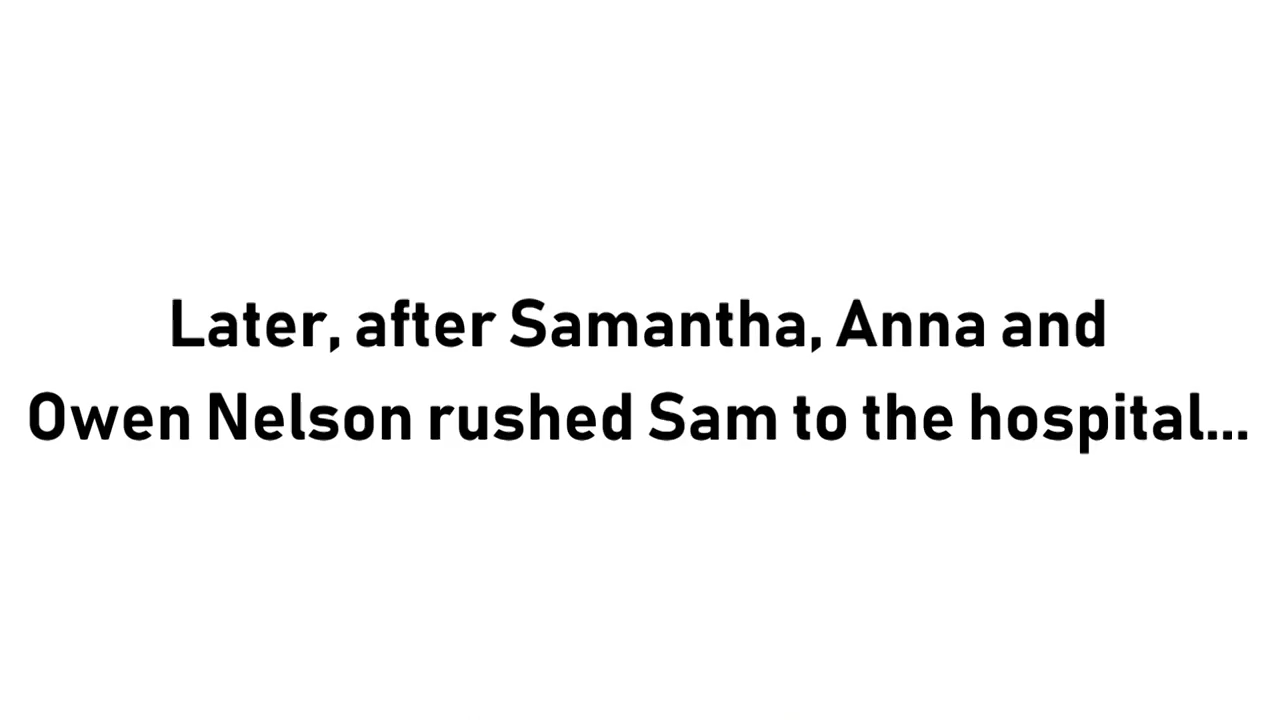 Later, after Samantha, Anna and
Owen Nelson rushed Sam to the hospital...